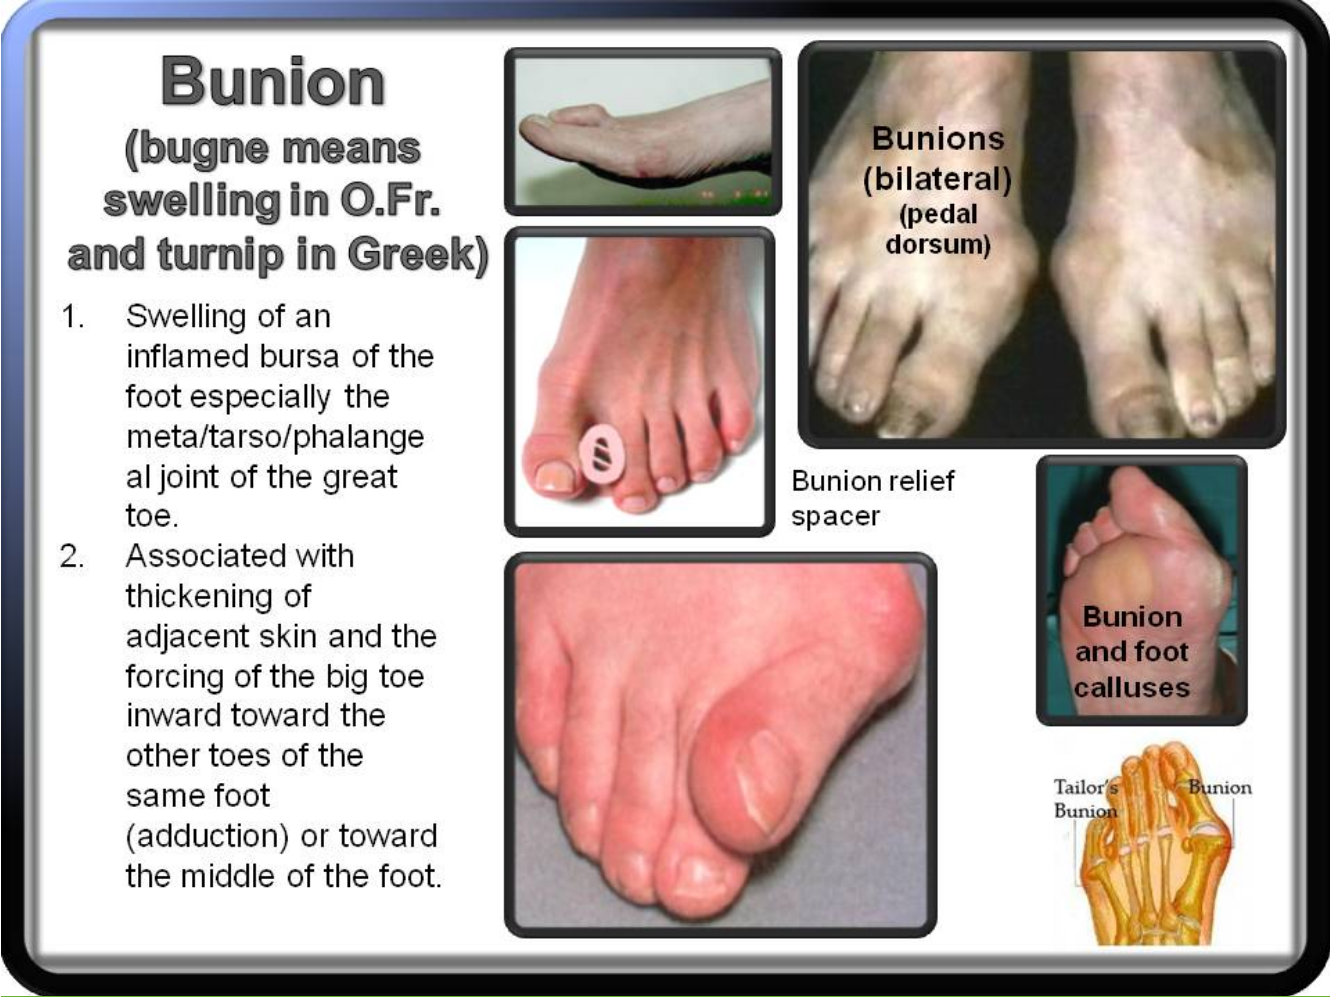 Bunion
(bugne means
swelling in O.Fr.
and turnip in Greek)
1. Swelling of an
inflamed bursa of the
foot especially the
meta/tarso/phalange
al joint of the great
toe.
2. Associated with
thickening of
adjacent skin and the
forcing of the big toe
inward toward the
other toes of the
same foot
(adduction) or toward
the middle of the foot.
Bunions
(bilateral)
(pedal
dorsum)
Bunion relief
spacer
Bunion
and foot
calluses
Tailor's
Bunion
Bunion